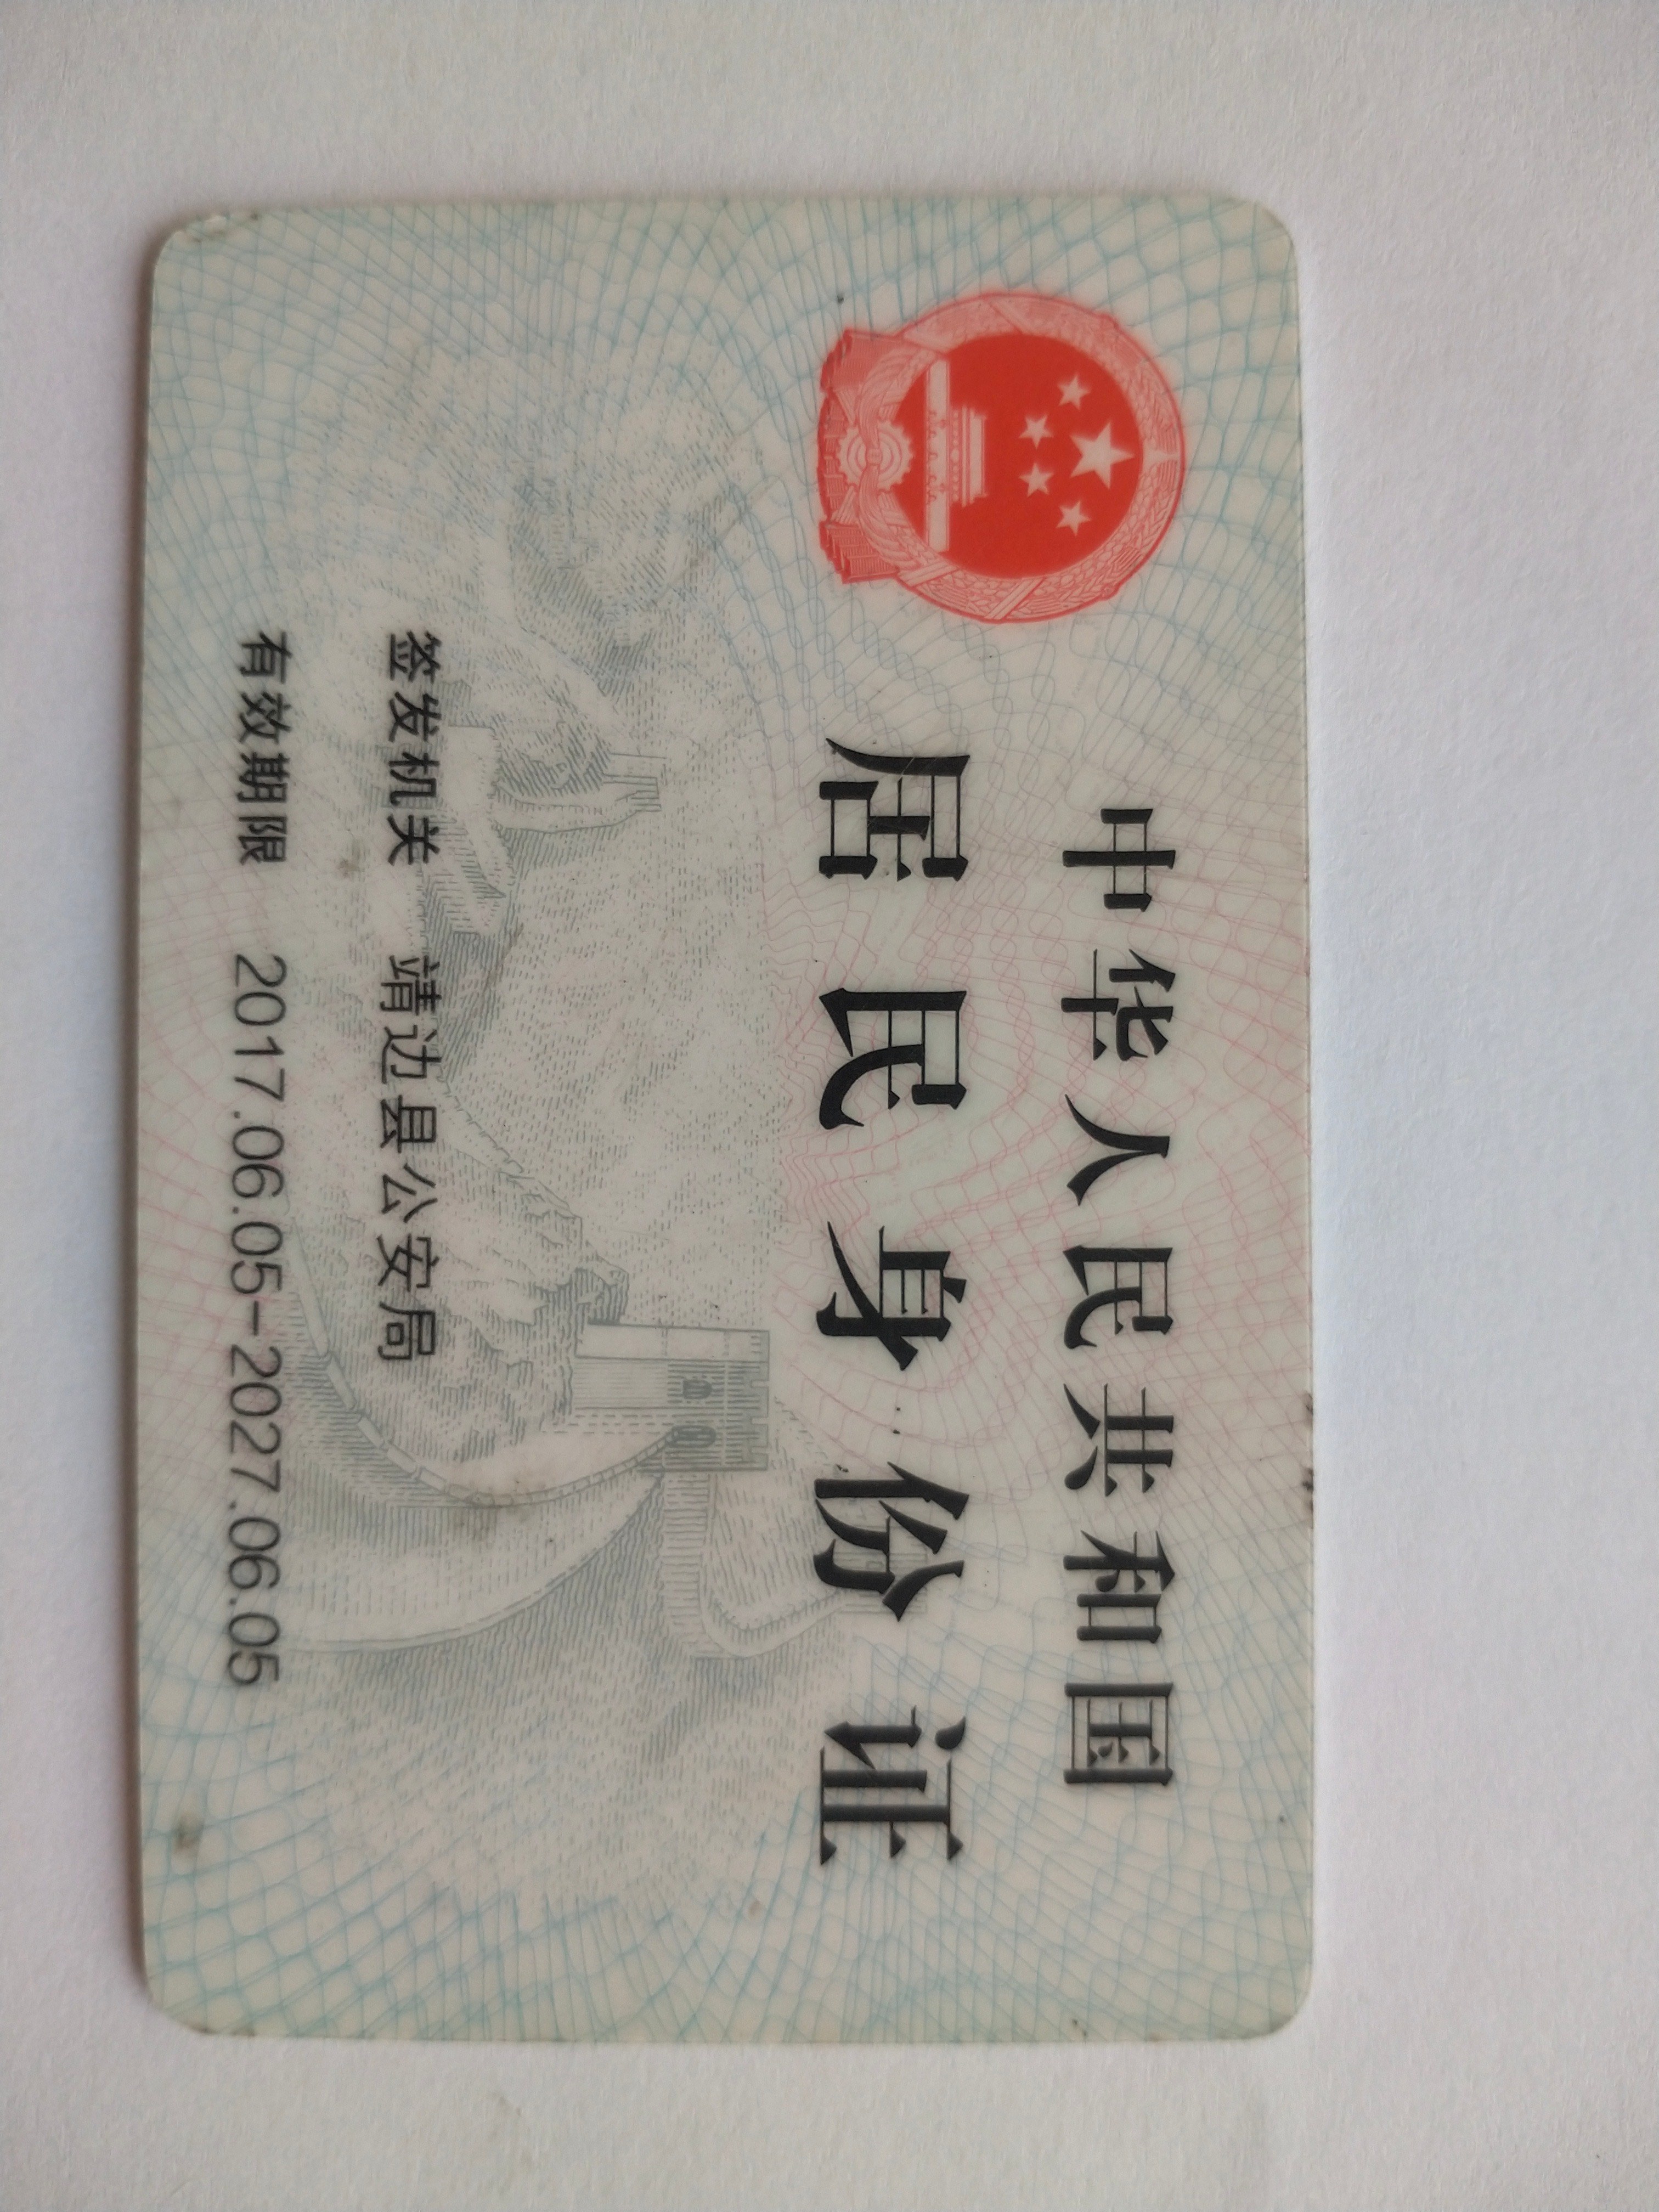 中华人民共和国
居民身份证
签发机关 靖边县公安局
有效期限 2017.06.05-2027.06.05